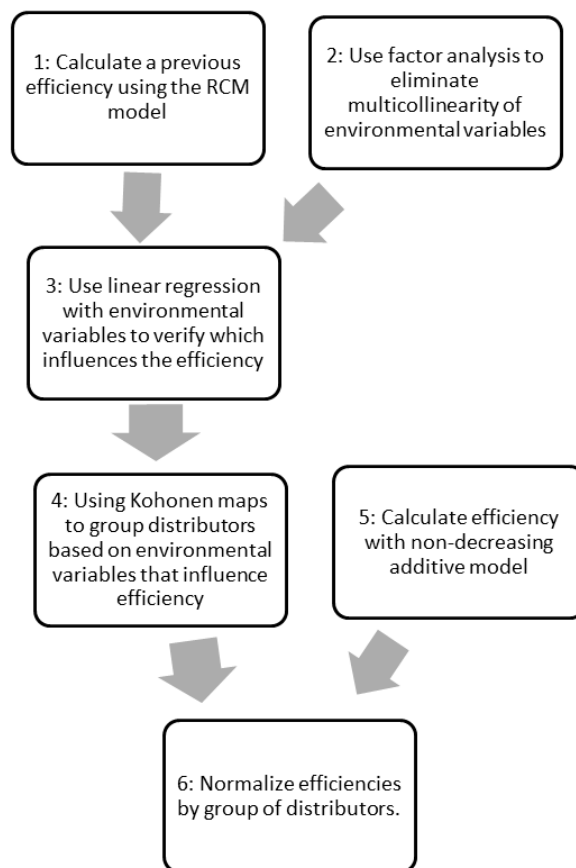 1: Calculate a previous
efficiency using the RCM
model
2: Use factor analysis to
eliminate
multicollinearity of
environmental variables
3: Use linear regression
with environmental
variables to verify which
influences the efficiency
4: Using Kohonen maps
to group distributors
based on environmental
variables that influence
efficiency
5: Calculate efficiency
with non-decreasing
additive model
6: Normalize efficiencies
by group of distributors.